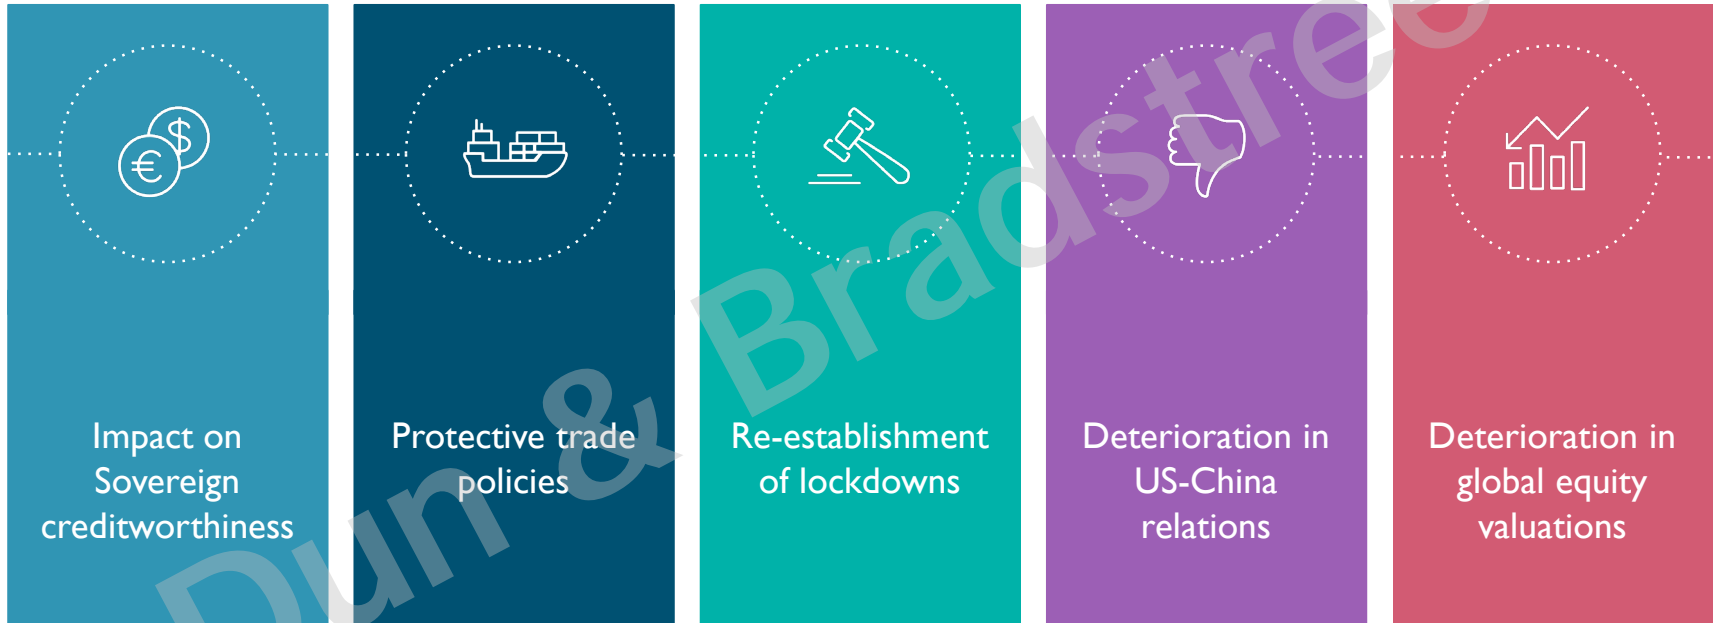 Impact on
Sovereign
creditworthiness
Protective trade
policies
Re-establishment
of lockdowns
Deterioration in
US-China
relations
Deterioration in
global equity
valuations
Dun & Bradstree